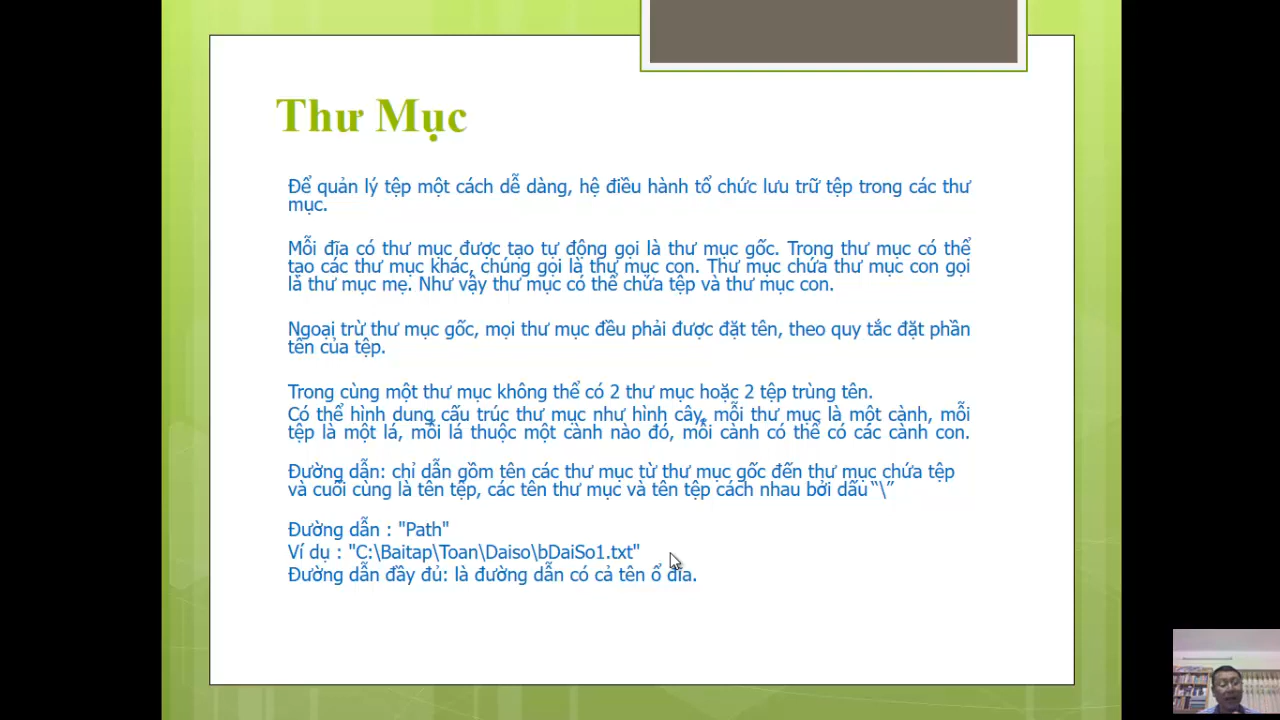 Thư Mục
Để quản lý tệp một cách dễ dàng, hệ điều hành tổ chức lưu trữ tệp trong các thư
mục.
Mỗi đĩa có thư mục được tạo tự động gọi là thư mục gốc. Trong thư mục có thể
tạo các thư mục khác, chúng gọi là thư mục con. Thư mục chứa thư mục con gọi
là thư mục mẹ. Như vậy thư mục có thể chứa tệp và thư mục con.
Ngoại trừ thư mục gốc, mọi thư mục đều phải được đặt tên, theo quy tắc đặt phần
tên của tệp.
Trong cùng một thư mục không thể có 2 thư mục hoặc 2 tệp trùng tên.
Có thể hình dung cấu trúc thư mục như hình cây, mỗi thư mục là một cành, mỗi
tệp là một lá, mỗi lá thuộc một cành nào đó, mỗi cành có thể có các cành con.
Đường dẫn: chỉ dẫn gồm tên các thư mục từ thư mục gốc đến thư mục chứa tệp
và cuối cùng là tên tệp, các tên thư mục và tên tệp cách nhau bởi dấu “\”
Đường dẫn : "Path"
Ví dụ : "C:\Baitap\Toan\Daiso\bDaiSo1.txt"
Đường dẫn đầy đủ: là đường dẫn có cả tên ổ đĩa.